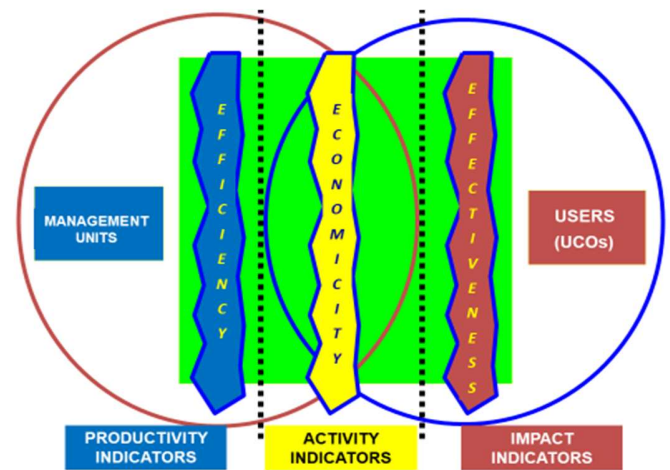 EFFICIENCY
ECONOMICITY
EFFECTIVENESS
MANAGEMENT
UNITS
USERS
(UCOs)
PRODUCTIVITY
INDICATORS
ACTIVITY
INDICATORS
IMPACT
INDICATORS